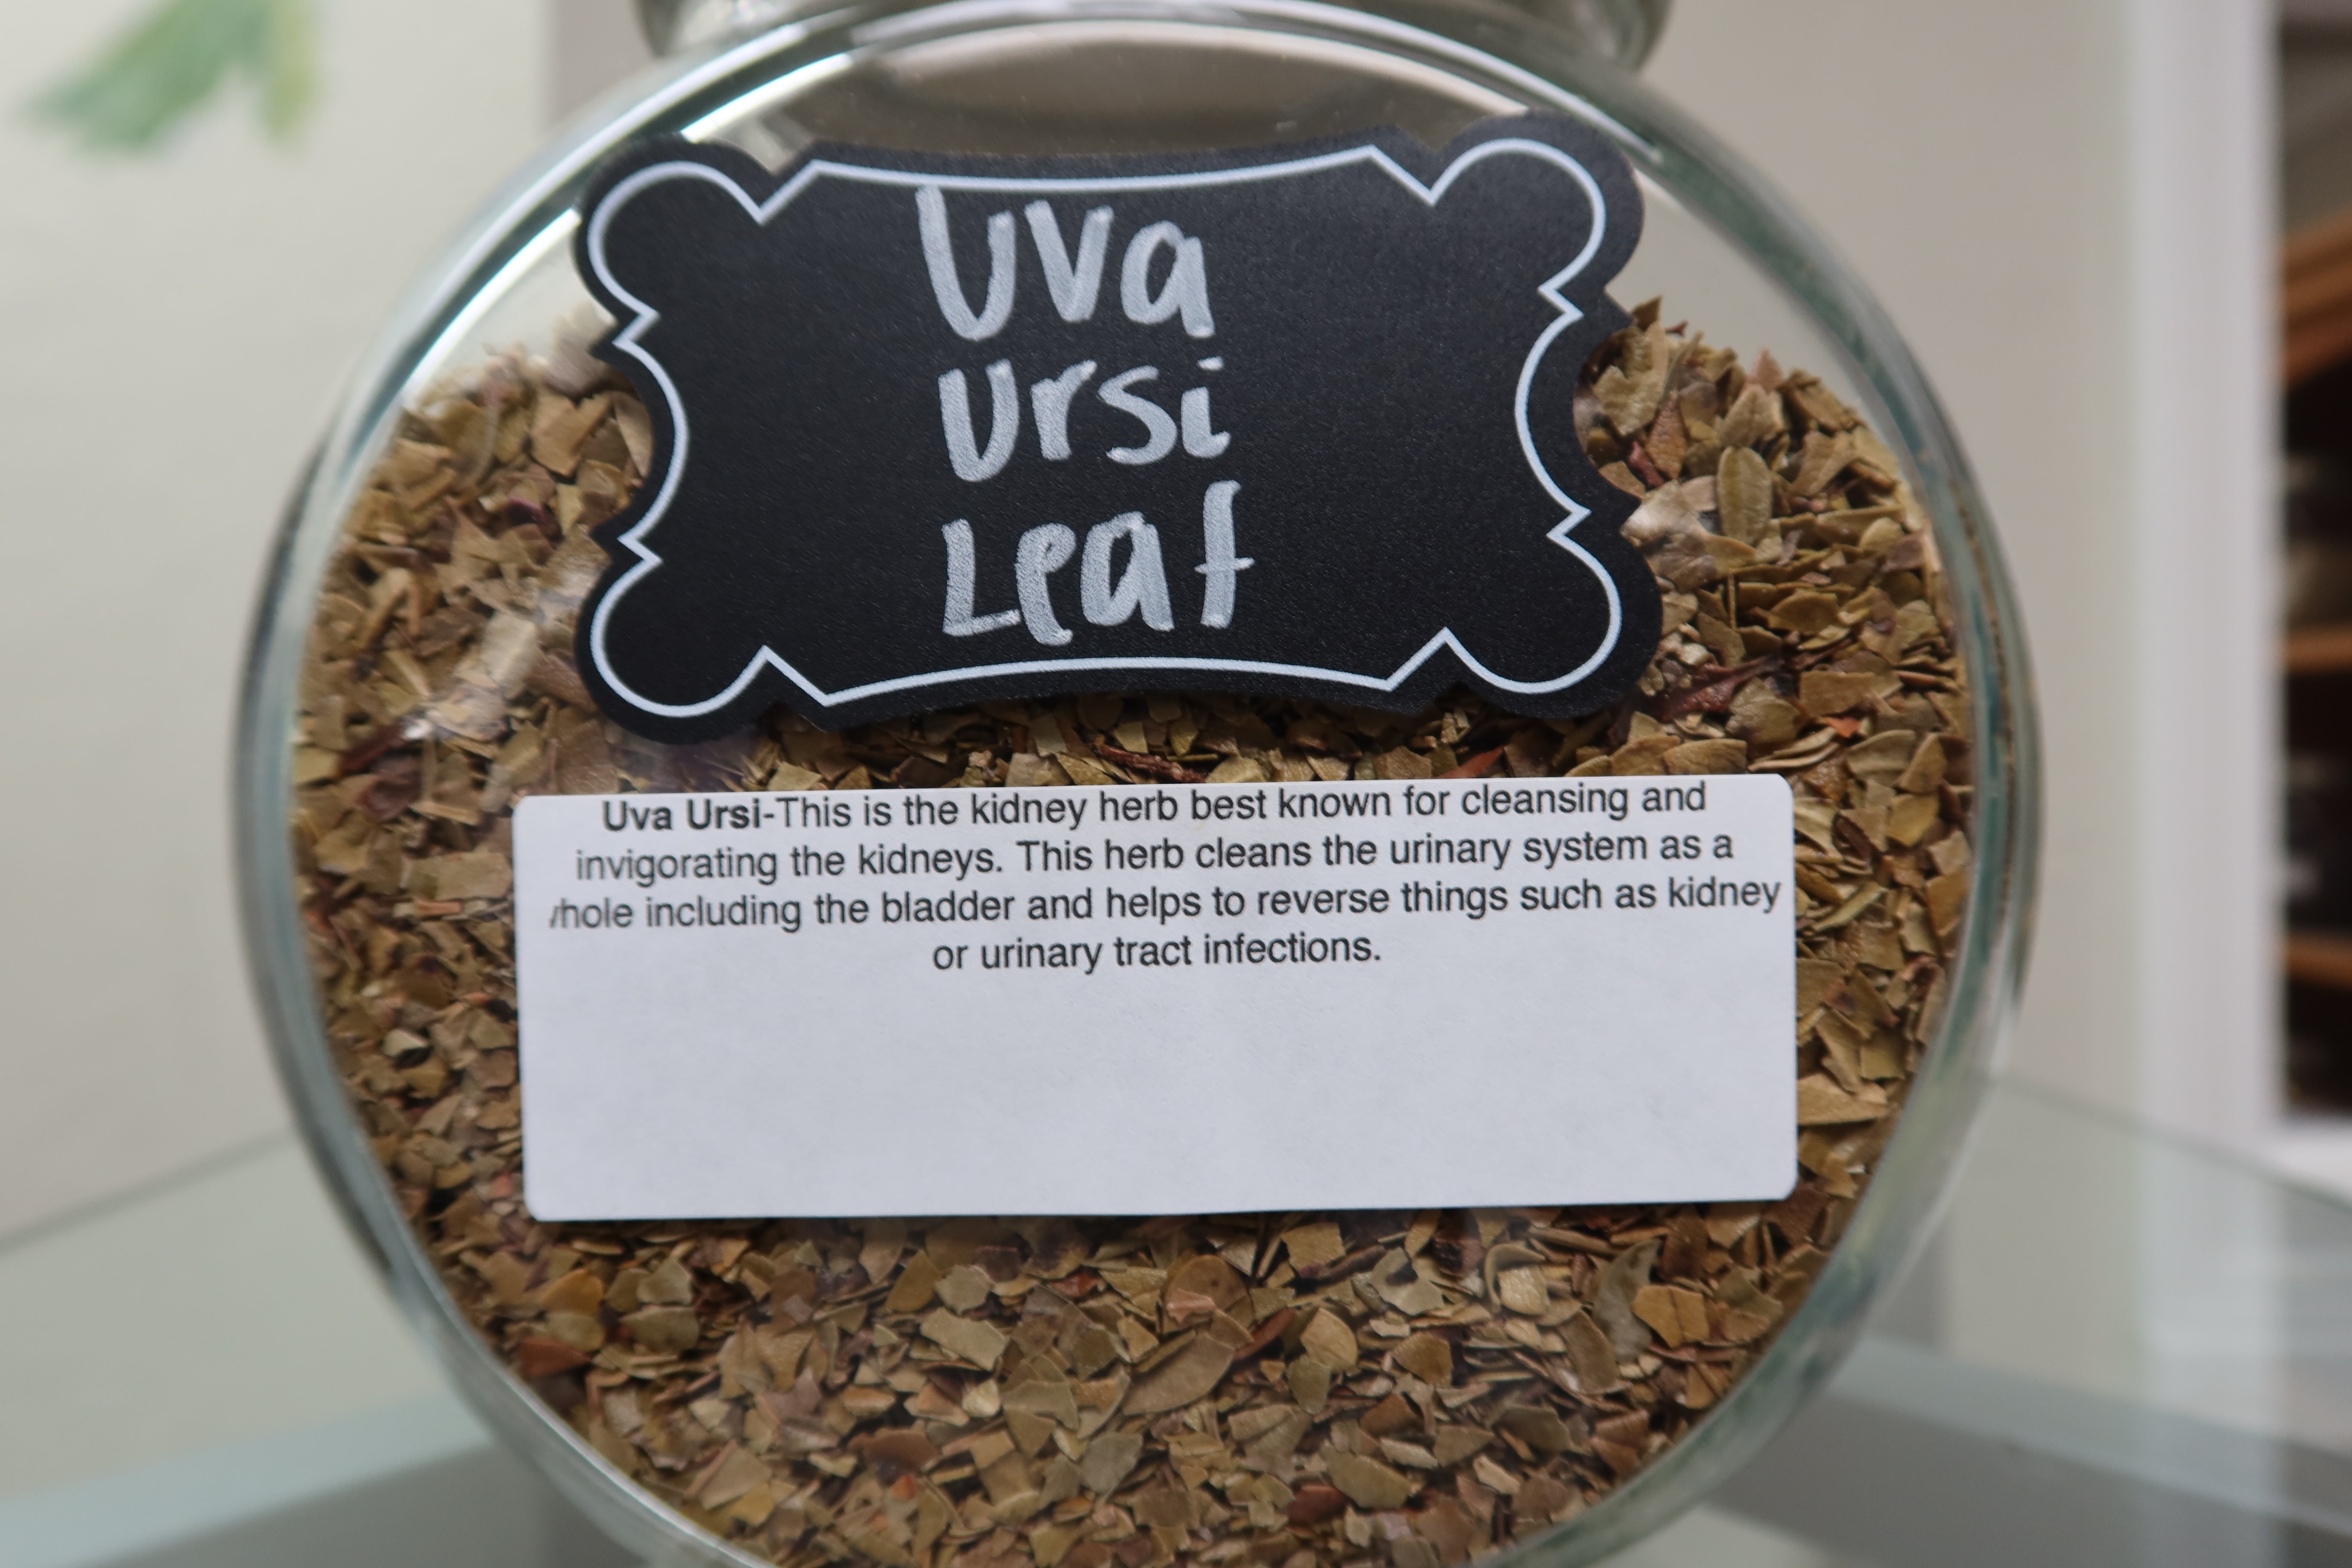 Uva
Ursi
Leaf
Uva Ursi-This is the kidney herb best known for cleansing and
invigorating the kidneys. This herb cleans the urinary system as a
whole including the bladder and helps to reverse things such as kidney
or urinary tract infections.